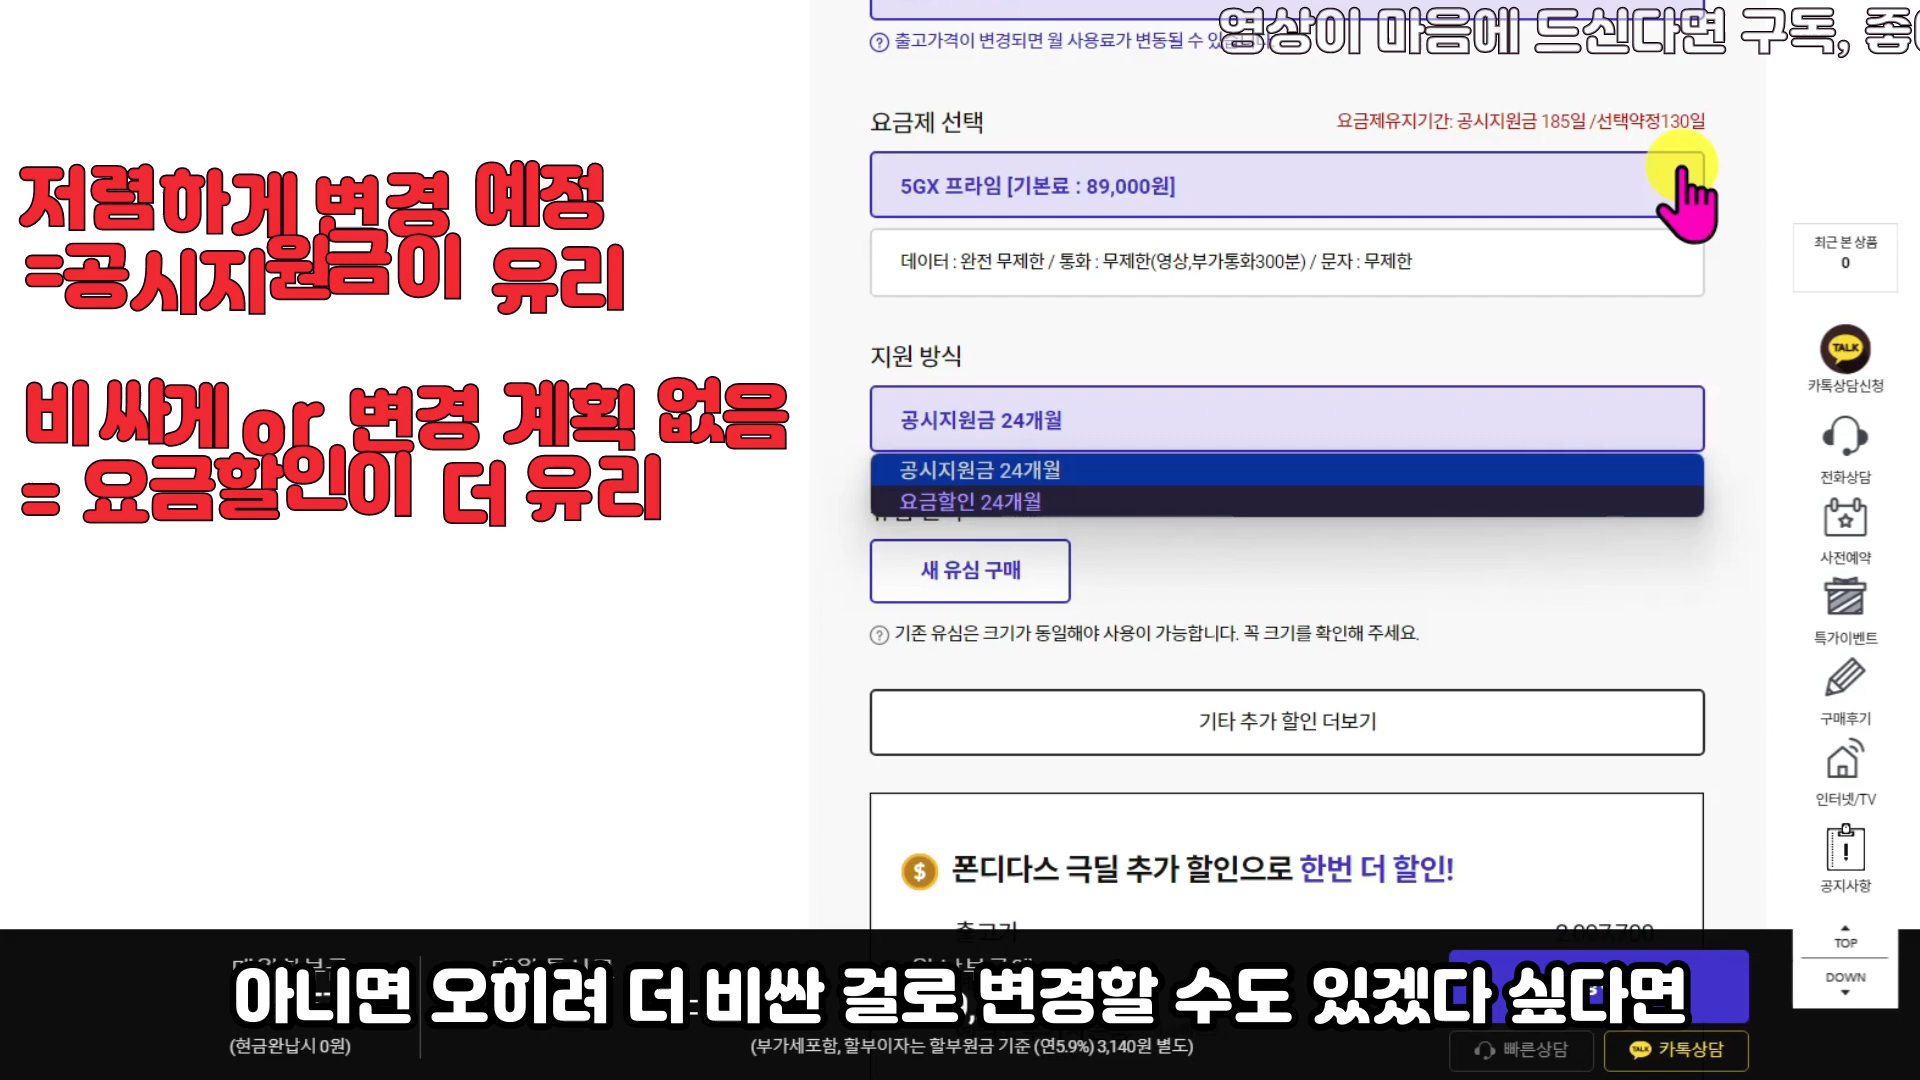 영상이 마음에 드신다면 구독,
출고가격이 변경되면 월 사용료가 변동될 수
요금제 선택
요금제유지기간: 공시지원금 185일 /선택약정130일
5GX 프라임 [기본료 : 89,000원]
데이터 : 완전 무제한 / 통화 : 무제한(영상,부가통화300분) / 문자 : 무제한
저렴하게 변경 예정
=공시지원금이 유리
비싸게 or 변경 계획 없음
= 요금할인이 더 유리
지원 방식
공시지원금 24개월
공시지원금 24개월
요금할인 24개월
새 유심 구매
기존 유심은 크기가 동일해야 사용이 가능합니다. 꼭 크기를 확인해 주세요.
기타 추가 할인 더보기
폰디다스 극딜 추가 할인으로 한번 더 할인!
출고가
2,097,700
최근 본 상품
0
TALK
카톡상담신청
전화상담
사전예약
특가이벤트
구매후기
인터넷/TV
공지사항
TOP
DOWN
아니면 오히려 더 비싼 걸로 변경할 수도 있겠다 싶다면
(현금완납시 0원)
(부가세포함, 할부이자는 할부원금 기준 (연5.9%) 3,140원 별도)
빠른상담
TALK 카톡상담